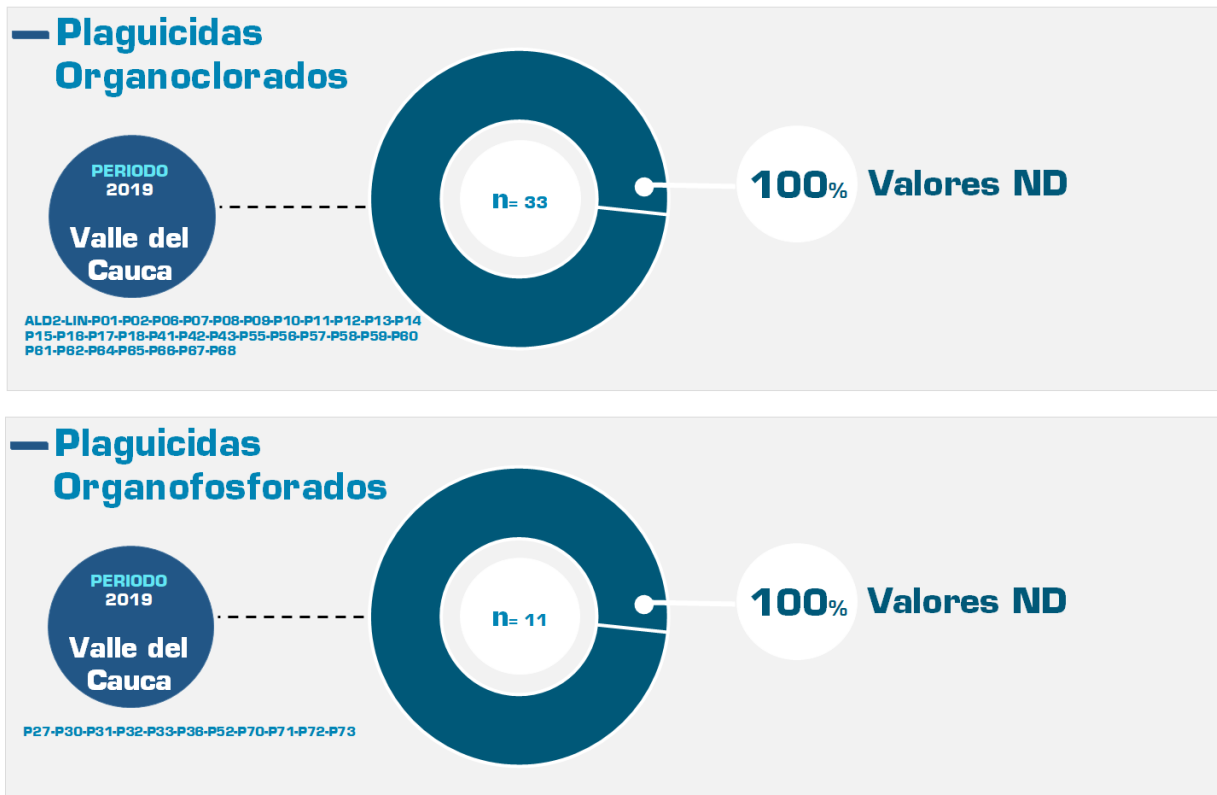 Plaguicidas
Organoclorados
PERIODO
2019
Valle del
Cauca
n= 33
100% Valores ND
ALD2-LIN-P01-P02-P06-P07-P08-P09-P10-P11-P12-P13-P14
P15-P16-P17-P18-P41-P42-P43-P55-P56-P57-P58-P59-P60
P61-P62-P64-P65-P66-P67-P68
Plaguicidas
Organofosforados
PERIODO
2019
Valle del
Cauca
n= 11
100% Valores ND
P27-P30-P31-P32-P33-P36-P52-P70-P71-P72-P73